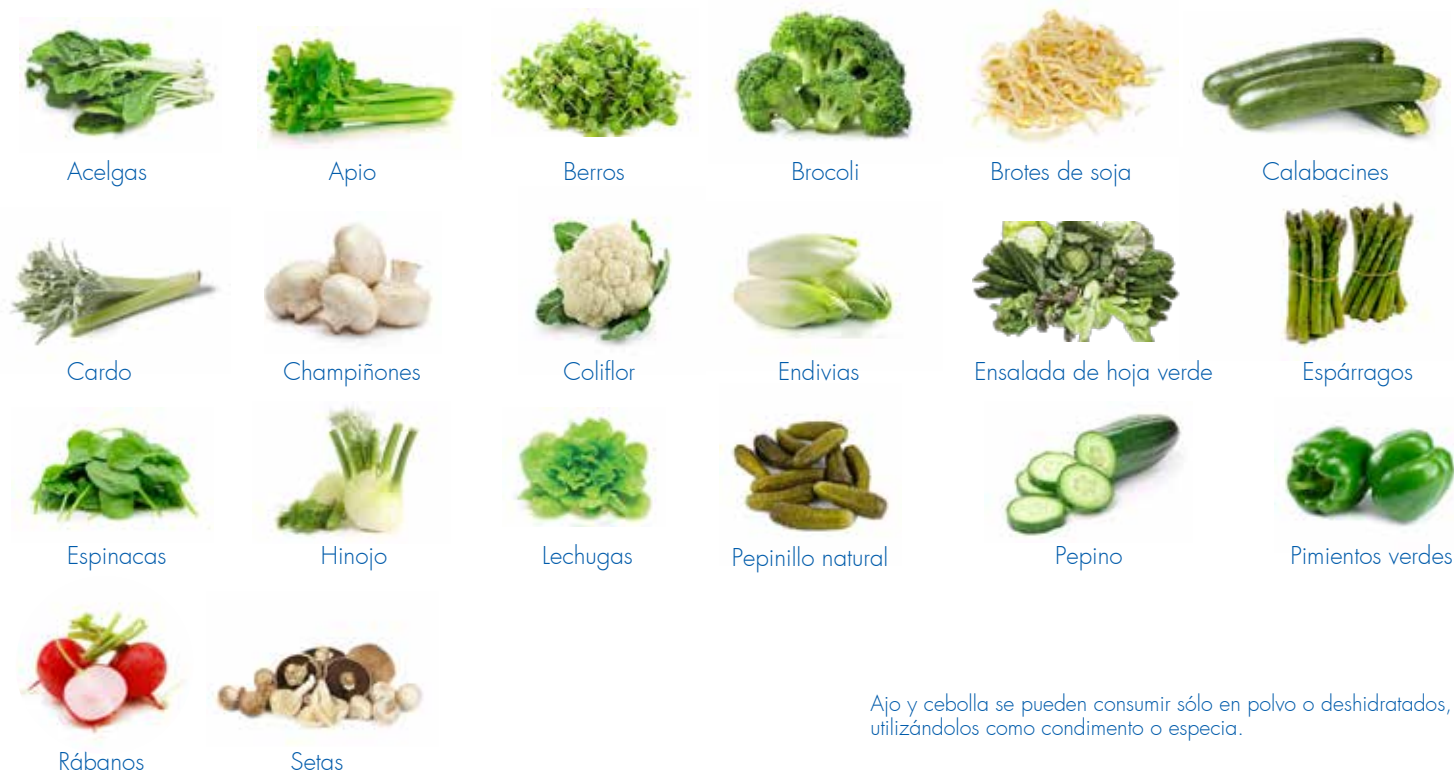 Acelgas
Apio
Berros
Brocoli
Brotes de soja
Calabacines
Cardo
Champiñones
Coliflor
Endivias
Ensalada de hoja verde
Espárragos
Espinacas
Hinojo
Lechugas
Pepinillo natural
Pepino
Pimientos verdes
Rábanos
Setas
Ajo y cebolla se pueden consumir sólo en polvo o deshidratados,
utilizándolos como condimento o especia.